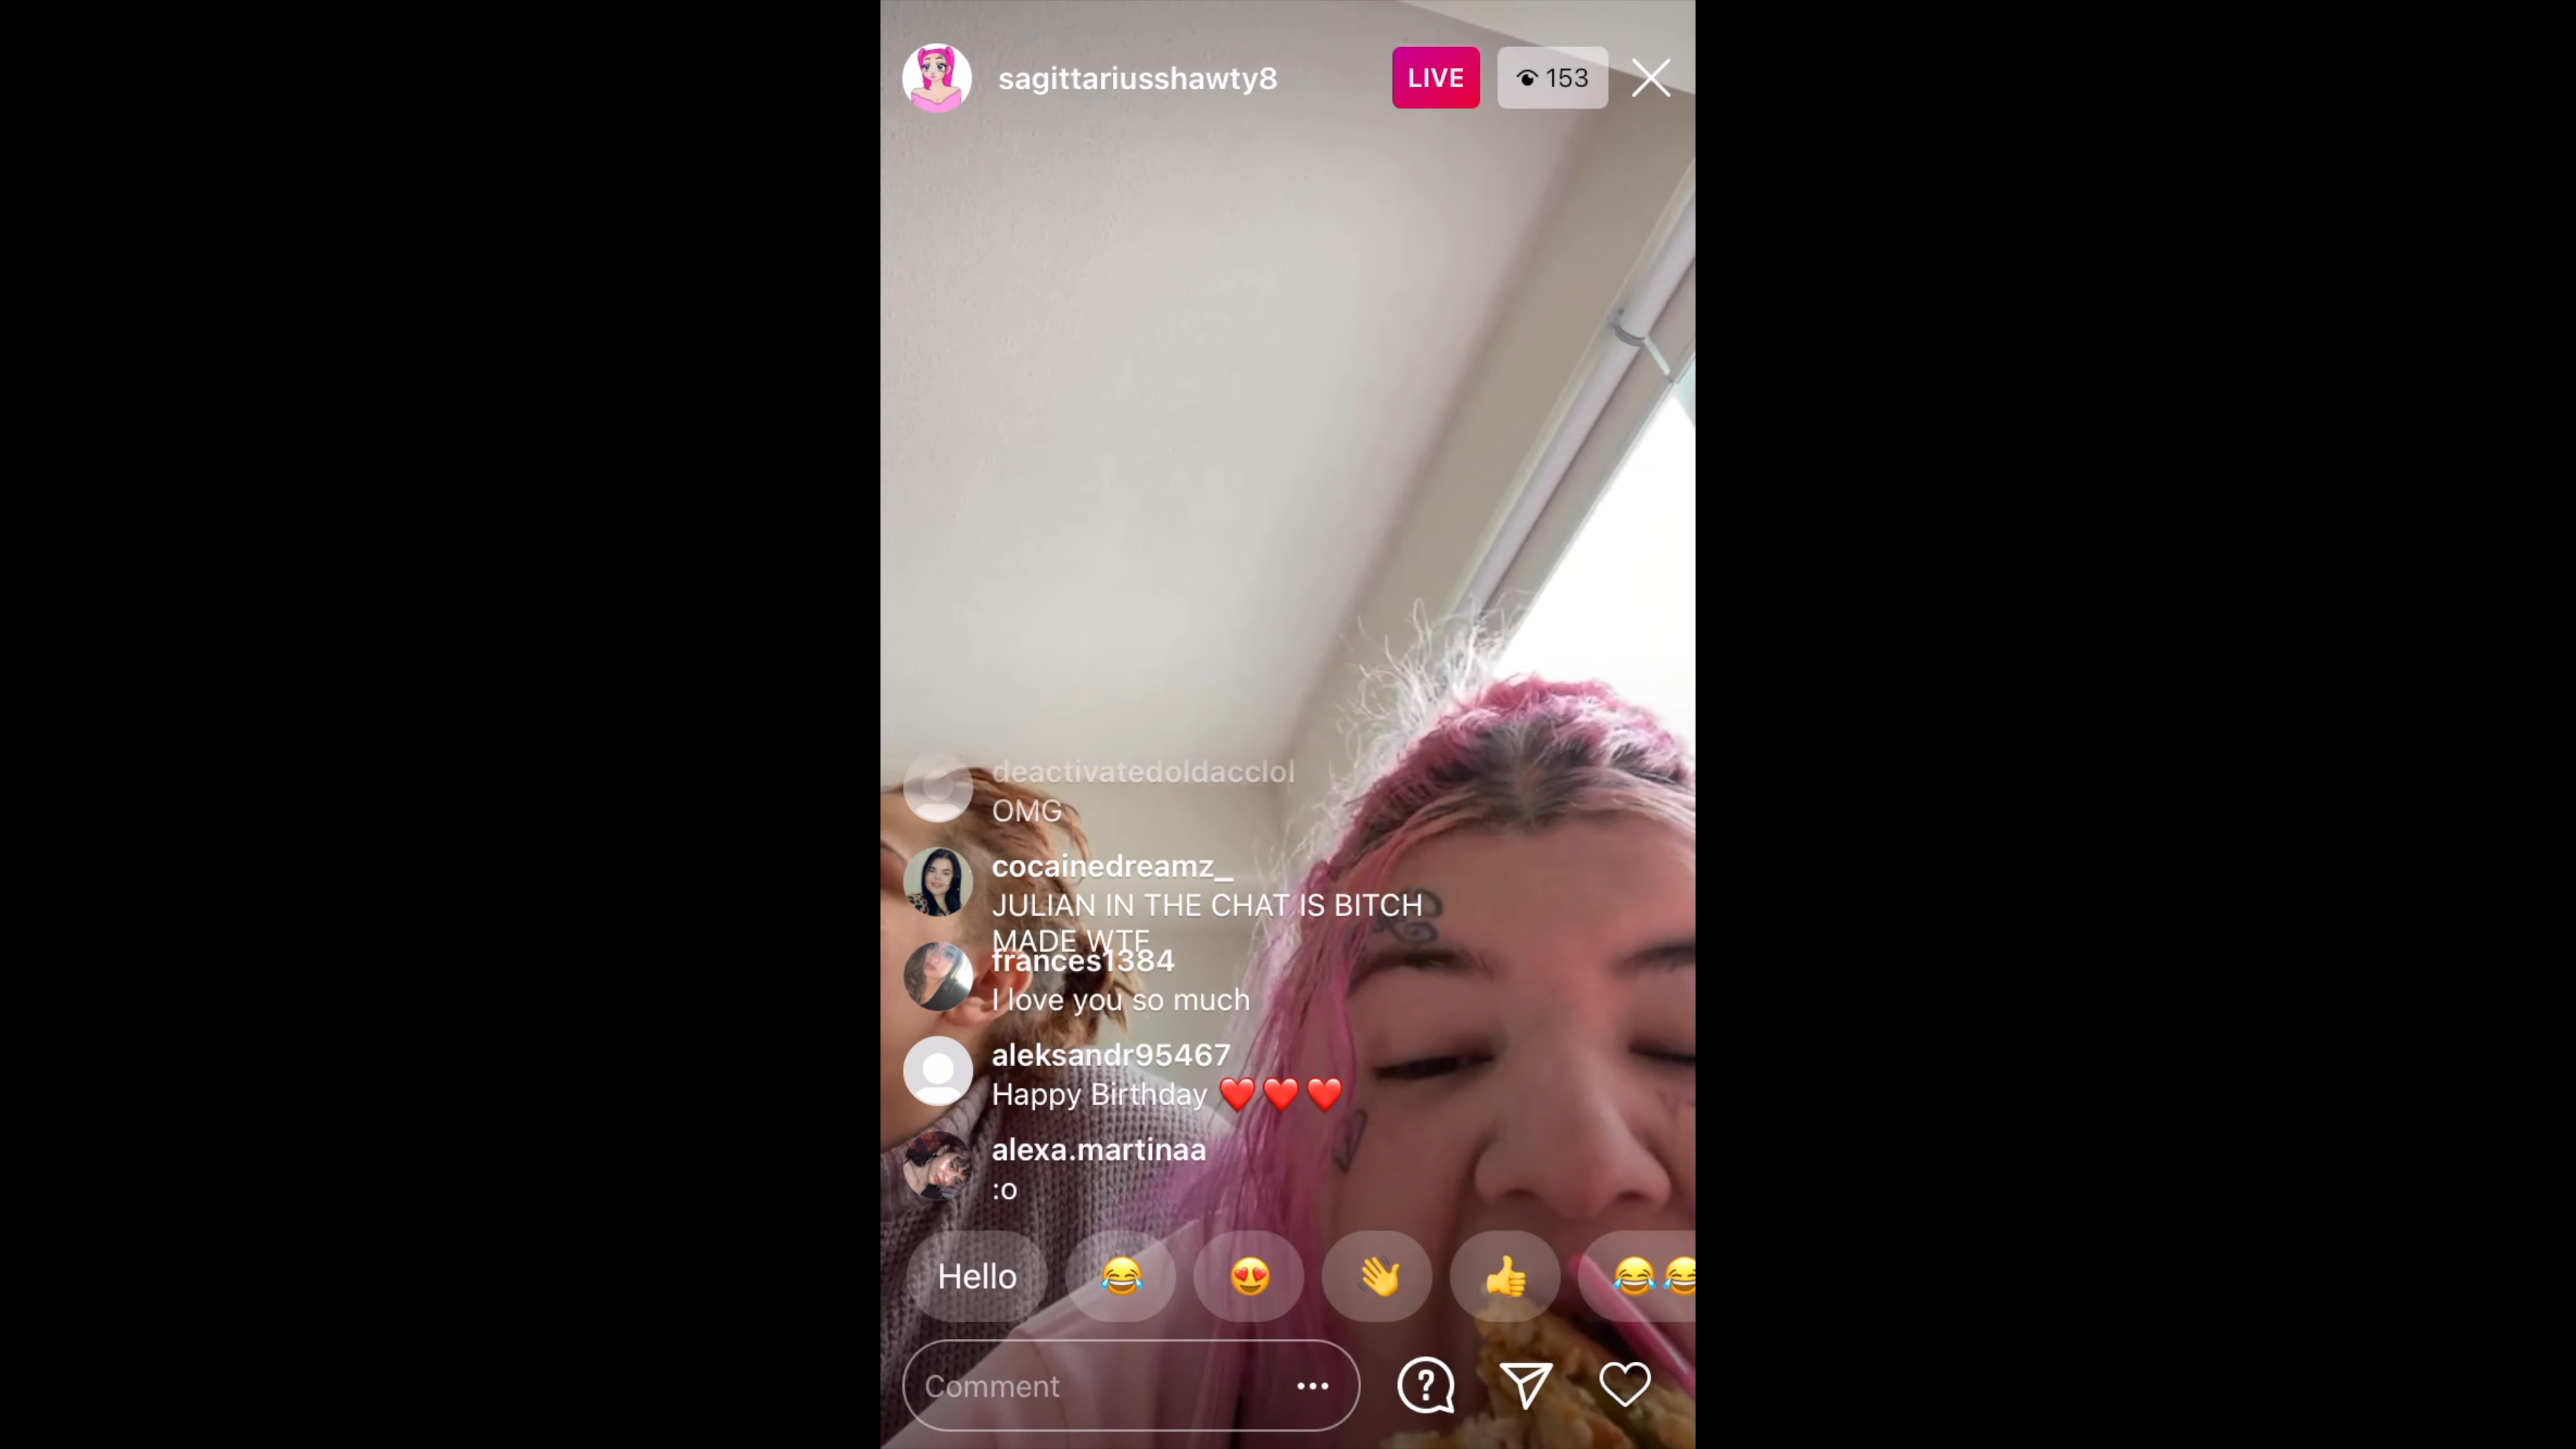 sagittariusshawty8
LIVE
153
deactivatedoldacclol
OMG
cocainedreamz_
JULIAN IN THE CHAT IS BITCH
MADE WTF
frances1384
I love you so much
aleksandr95467
Happy Birthday ❤️❤️❤️
alexa.martinaa
:o
Hello
Comment